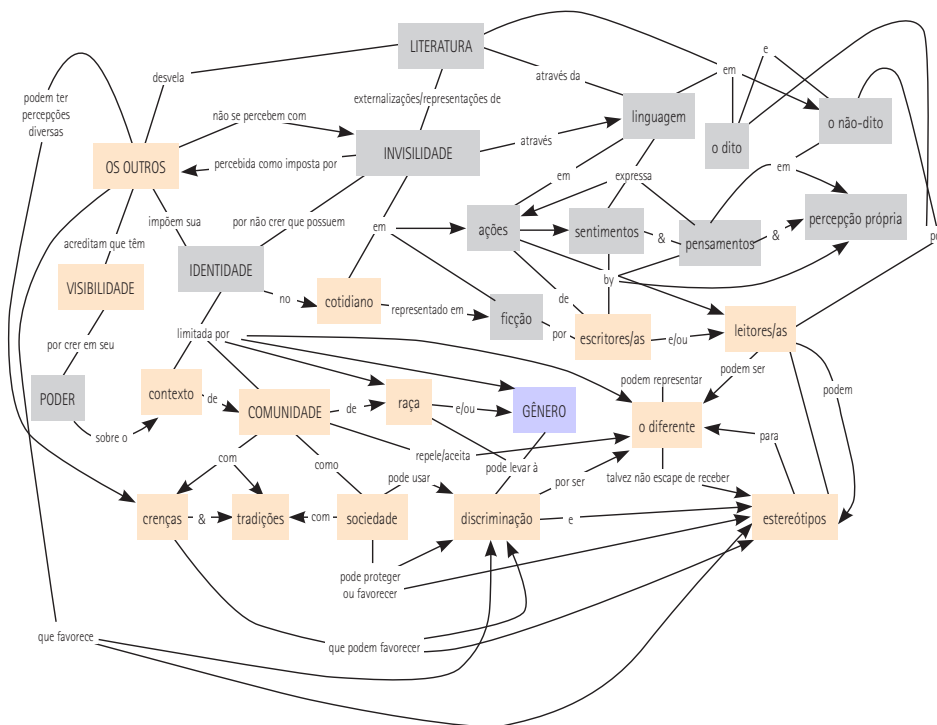 LITERATURA
e
desvela
em
podem ter
percepções
diversas
através da
externalizações/representações de
linguagem
o dito
o não-dito
não se percebem com
através
INVISILIDADE
OS OUTROS
percebida como imposta por
em
expressa
em
impõem sua
por não crer que possuem
em
ações
sentimentos
&
pensamentos
&
percepção própria
acreditam que têm
IDENTIDADE
VISIBILIDADE
no
cotidiano
representado em
ficção
de
by
por
escritores/as
e/ou
leitores/as
limitada por
por crer em seu
podem ser
podem representar
podem
PODER
contexto
de
COMUNIDADE
de
raça
e/ou
GÊNERO
o diferente
sobre o
repele/aceita
para
com
como
pode usar
pode levar à
por ser
talvez não escape de receber
crenças
&
tradições
com
sociedade
discriminação
e
estereótipos
pode proteger
ou favorecer
que favorece
que podem favorecer